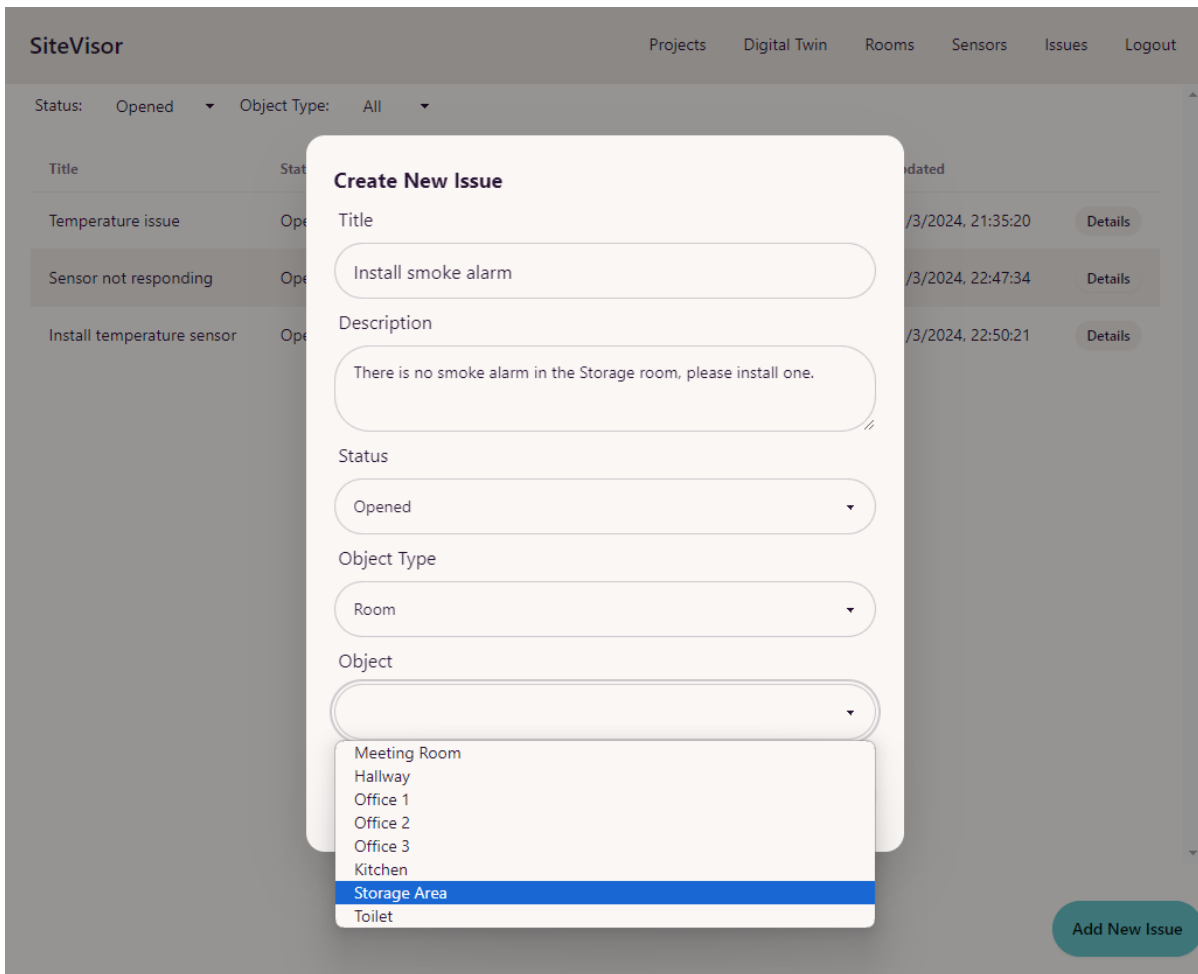 SiteVisor Projects Digital Twin Rooms Sensors Issues Logout
Status: Opened Object Type: All
Title
Create New Issue
Title
Temperature issue /3/2024, 21:35:20 Details
Install smoke alarm
Sensor not responding /3/2024, 22:47:34 Details
Description
Install temperature sensor /3/2024, 22:50:21 Details
There is no smoke alarm in the Storage room, please install one.
Status
Opened
Object Type
Room
Object
Meeting Room
Hallway
Office 1
Office 2
Office 3
Kitchen
Storage Area
Toilet
Add New Issue